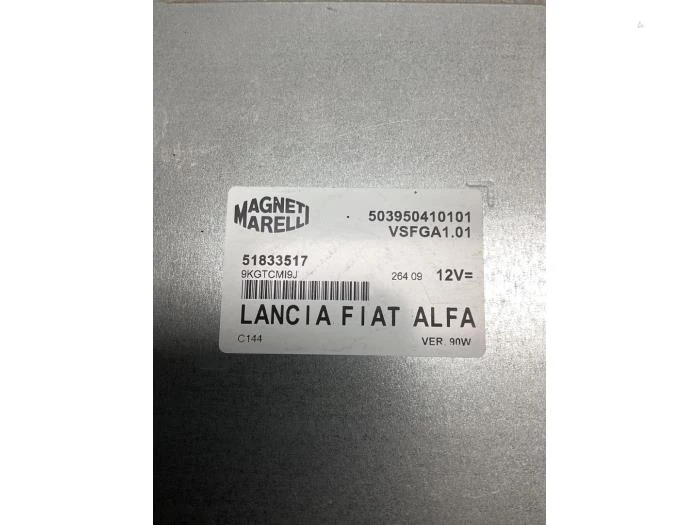 MAGNETI
MARELLI
503950410101
VSFGA1.01
51833517
9KGTCMI9J
264 09 12V=
LANCIA FIAT ALFA
C144
VER. 90W